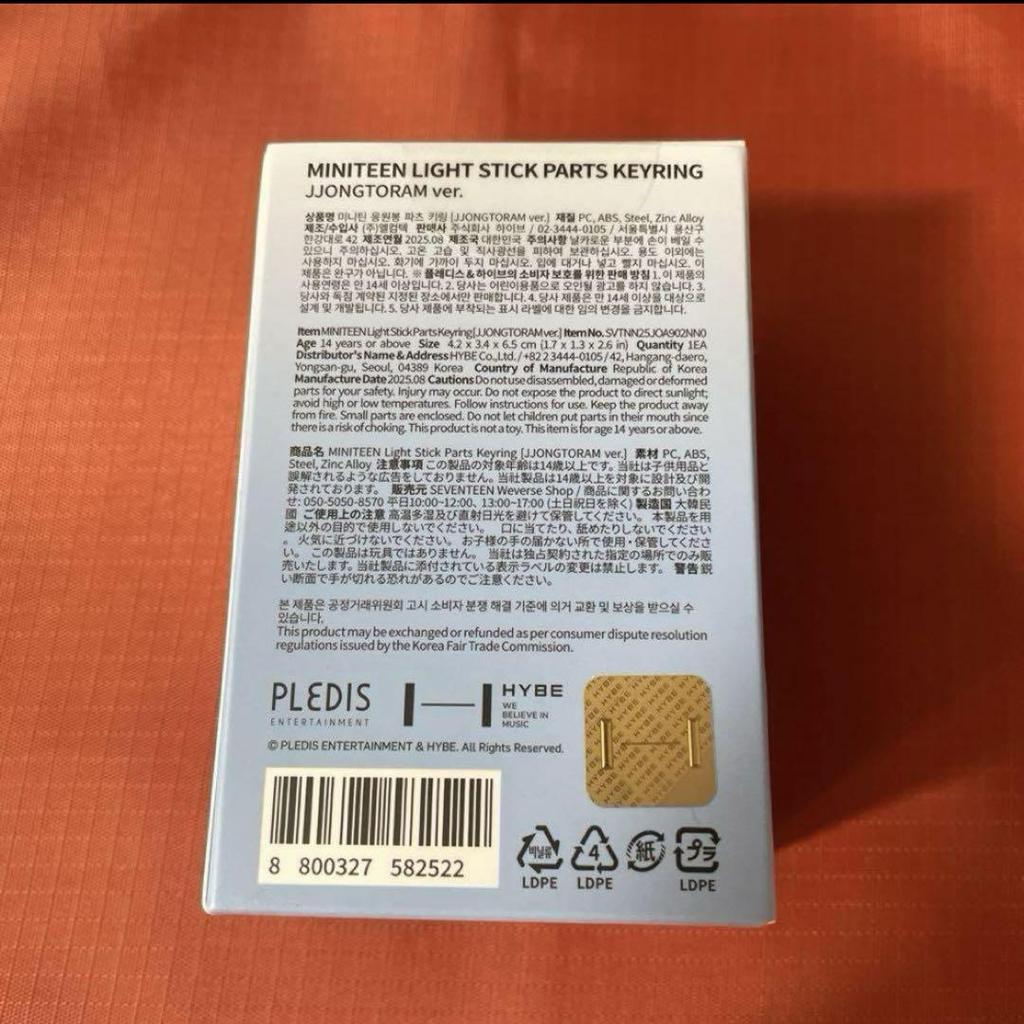 MINITEEN LIGHT STICK PARTS KEYRING
JJONGTORAM ver.
상품명 미니틴 응원봉 파츠 키링 [JJONGTORAM ver.] 재질 PC, ABS, Steel, Zinc Alloy
제조/수입사 (주)엘컴텍 판매사 주식회사 하이브 / 02-3444-0105 / 서울특별시 용산구
한강대로 42 제조연월 2025.08 제조국 대한민국 주의사항 날카로운 부분에 손이 베일 수
있으니 주의하십시오. 고온 고습 및 직사광선을 피하여 보관하십시오. 용도 이외에는
사용하지 마십시오. 화기에 가까이 두지 마십시오. 입에 대거나 넣고 빨지 마십시오. 이
제품은 완구가 아닙니다. ※ 플레디스 & 하이브의 소비자 보호를 위한 판매 방침 1. 이 제품의
사용연령은 만 14세 이상입니다. 2. 당사는 어린이용품으로 오인될 광고를 하지 않습니다. 3.
당사와 독점 계약된 지정된 장소에서만 판매합니다. 4. 당사 제품은 만 14세 이상을 대상으로
설계 및 개발됩니다. 5. 당사 제품에 부착되는 표시 라벨에 대한 임의 변경을 금지합니다.
Item MINITEEN Light Stick Parts Keyring [JJONGTORAM ver.] Item No. SVTNN25JOA902NN0
Age 14 years or above Size 4.2 x 3.4 x 6.5 cm (1.7 x 1.3 x 2.6 in) Quantity 1EA
Distributor's Name & Address HYBE Co.,Ltd. / +82 2 3444-0105 / 42, Hangang-daero,
Yongsan-gu, Seoul, 04389 Korea Country of Manufacture Republic of Korea
Manufacture Date 2025.08 Cautions Do not use disassembled, damaged or deformed
parts for your safety. Injury may occur. Do not expose the product to direct sunlight;
avoid high or low temperatures. Follow instructions for use. Keep the product away
from fire. Small parts are enclosed. Do not let children put parts in their mouth since
there is a risk of choking. This product is not a toy. This item is for age 14 years or above.
商品名 MINITEEN Light Stick Parts Keyring [JJONGTORAM ver.] 素材 PC, ABS,
Steel, Zinc Alloy 注意事項 この製品の対象年齢は14歳以上です。当社は子供用品と
誤解されるような広告をしておりません。当社製品は14歳以上を対象に設計及び開
発されております。 販売元 SEVENTEEN Weverse Shop / 商品に関するお問い合わ
せ: 050-5050-8570 平日10:00~12:00、13:00~17:00 (土日祝日を除く) 製造国 大韓民
国 ご使用上の注意 高温多湿及び直射日光を避けて保管してください。 本製品を用
途以外の目的で使用しないでください。 口に当てたり、舐めたりしないでください
。 火気に近づけないでください。 お子様の手の届かない所で使用・保管してくださ
い。 この製品は玩具ではありません。 当社は独占契約された指定の場所でのみ販
売いたします。当社製品に添付されている表示ラベルの変更は禁止します。 警告 鋭
い断面で手が切れる恐れがあるのでご注意ください。
본 제품은 공정거래위원회 고시 소비자 분쟁 해결 기준에 의거 교환 및 보상을 받으실 수
있습니다.
This product may be exchanged or refunded as per consumer dispute resolution
regulations issued by the Korea Fair Trade Commission.
PLEDIS
ENTERTAINMENT
HYBE
WE
BELIEVE IN
MUSIC
© PLEDIS ENTERTAINMENT & HYBE. All Rights Reserved.
8 800327 582522
비닐류
LDPE
4
LDPE
紙
プラ
LDPE